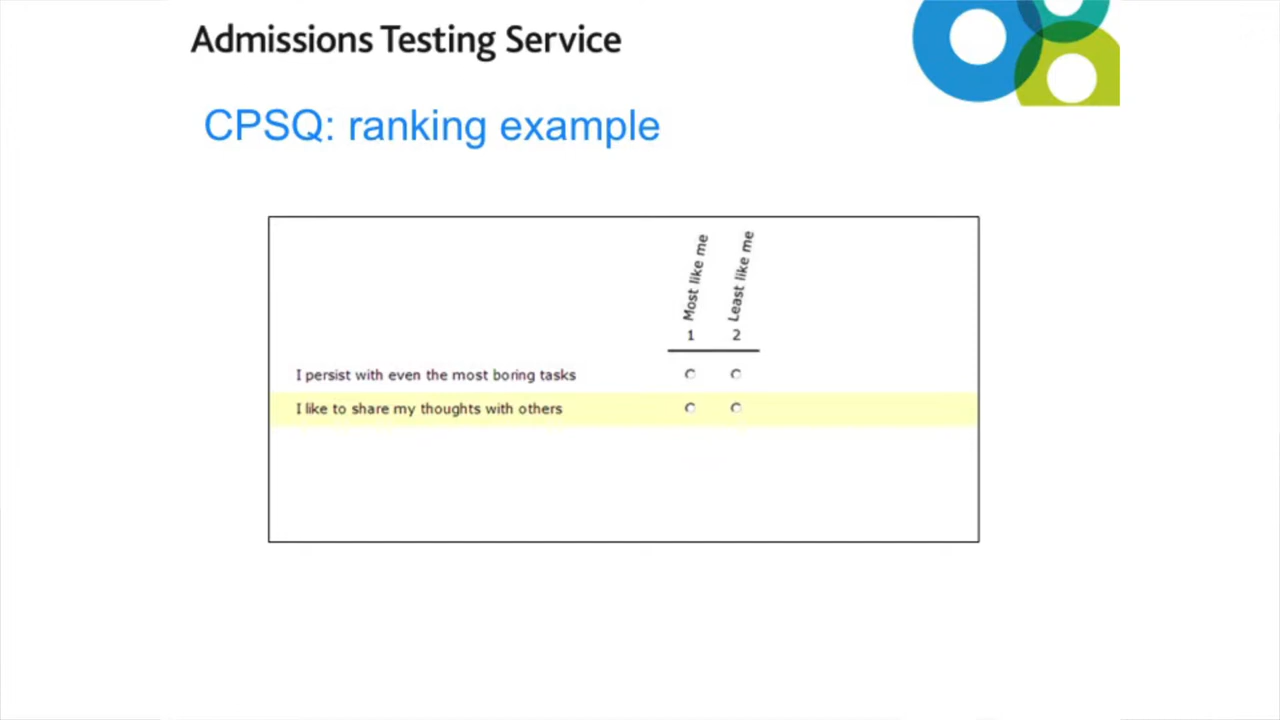 Admissions Testing Service
CPSQ: ranking example
Most like me
Least like me
1 2
I persist with even the most boring tasks
I like to share my thoughts with others